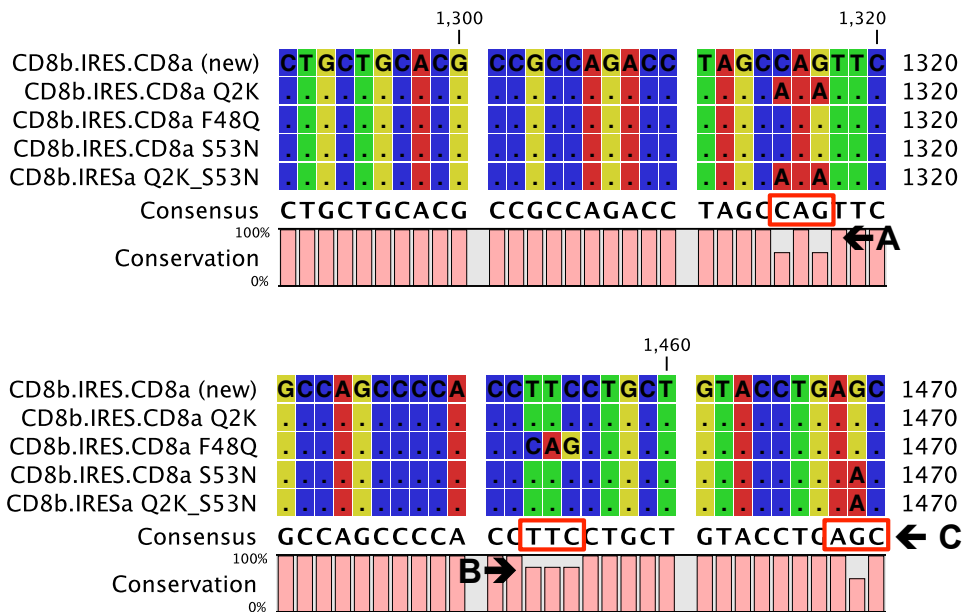 1,300 1,320
CD8b.IRES.CD8a (new) CTGCTGCACG CCGCCAGACC TAGCCAGTTC 1320
CD8b.IRES.CD8a Q2K .......... .......... ....A.A... 1320
CD8b.IRES.CD8a F48Q .......... .......... .......... 1320
CD8b.IRES.CD8a S53N .......... .......... .......... 1320
CD8b.IRESa Q2K_S53N .......... .......... ....A.A... 1320
Consensus CTGCTGCACG CCGCCAGACC TAGCCAGTTC
100%
Conservation
0%
←A
1,460
CD8b.IRES.CD8a (new) GCCAGCCCCA CCTTCCTGCT GTACCTGAGC 1470
CD8b.IRES.CD8a Q2K .......... .......... .......... 1470
CD8b.IRES.CD8a F48Q .......... ..CAG..... .......... 1470
CD8b.IRES.CD8a S53N .......... .......... ........A. 1470
CD8b.IRESa Q2K_S53N .......... .......... ........A. 1470
Consensus GCCAGCCCCA CCTTCCTGCT GTACCTGAGC ← C
100%
Conservation
0%
B→